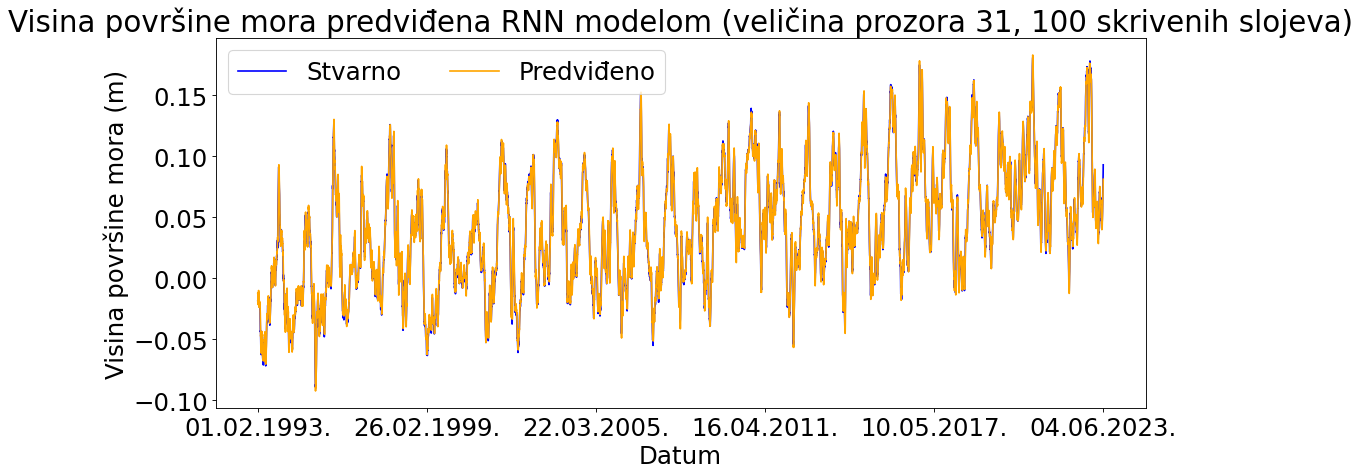 Visina površine mora predviđena RNN modelom (veličina prozora 31, 100 skrivenih slojeva)
Stvarno Predviđeno
Visina površine mora (m)
0.15
0.10
0.05
0.00
−0.05
−0.10
01.02.1993. 26.02.1999. 22.03.2005. 16.04.2011. 10.05.2017. 04.06.2023.
Datum